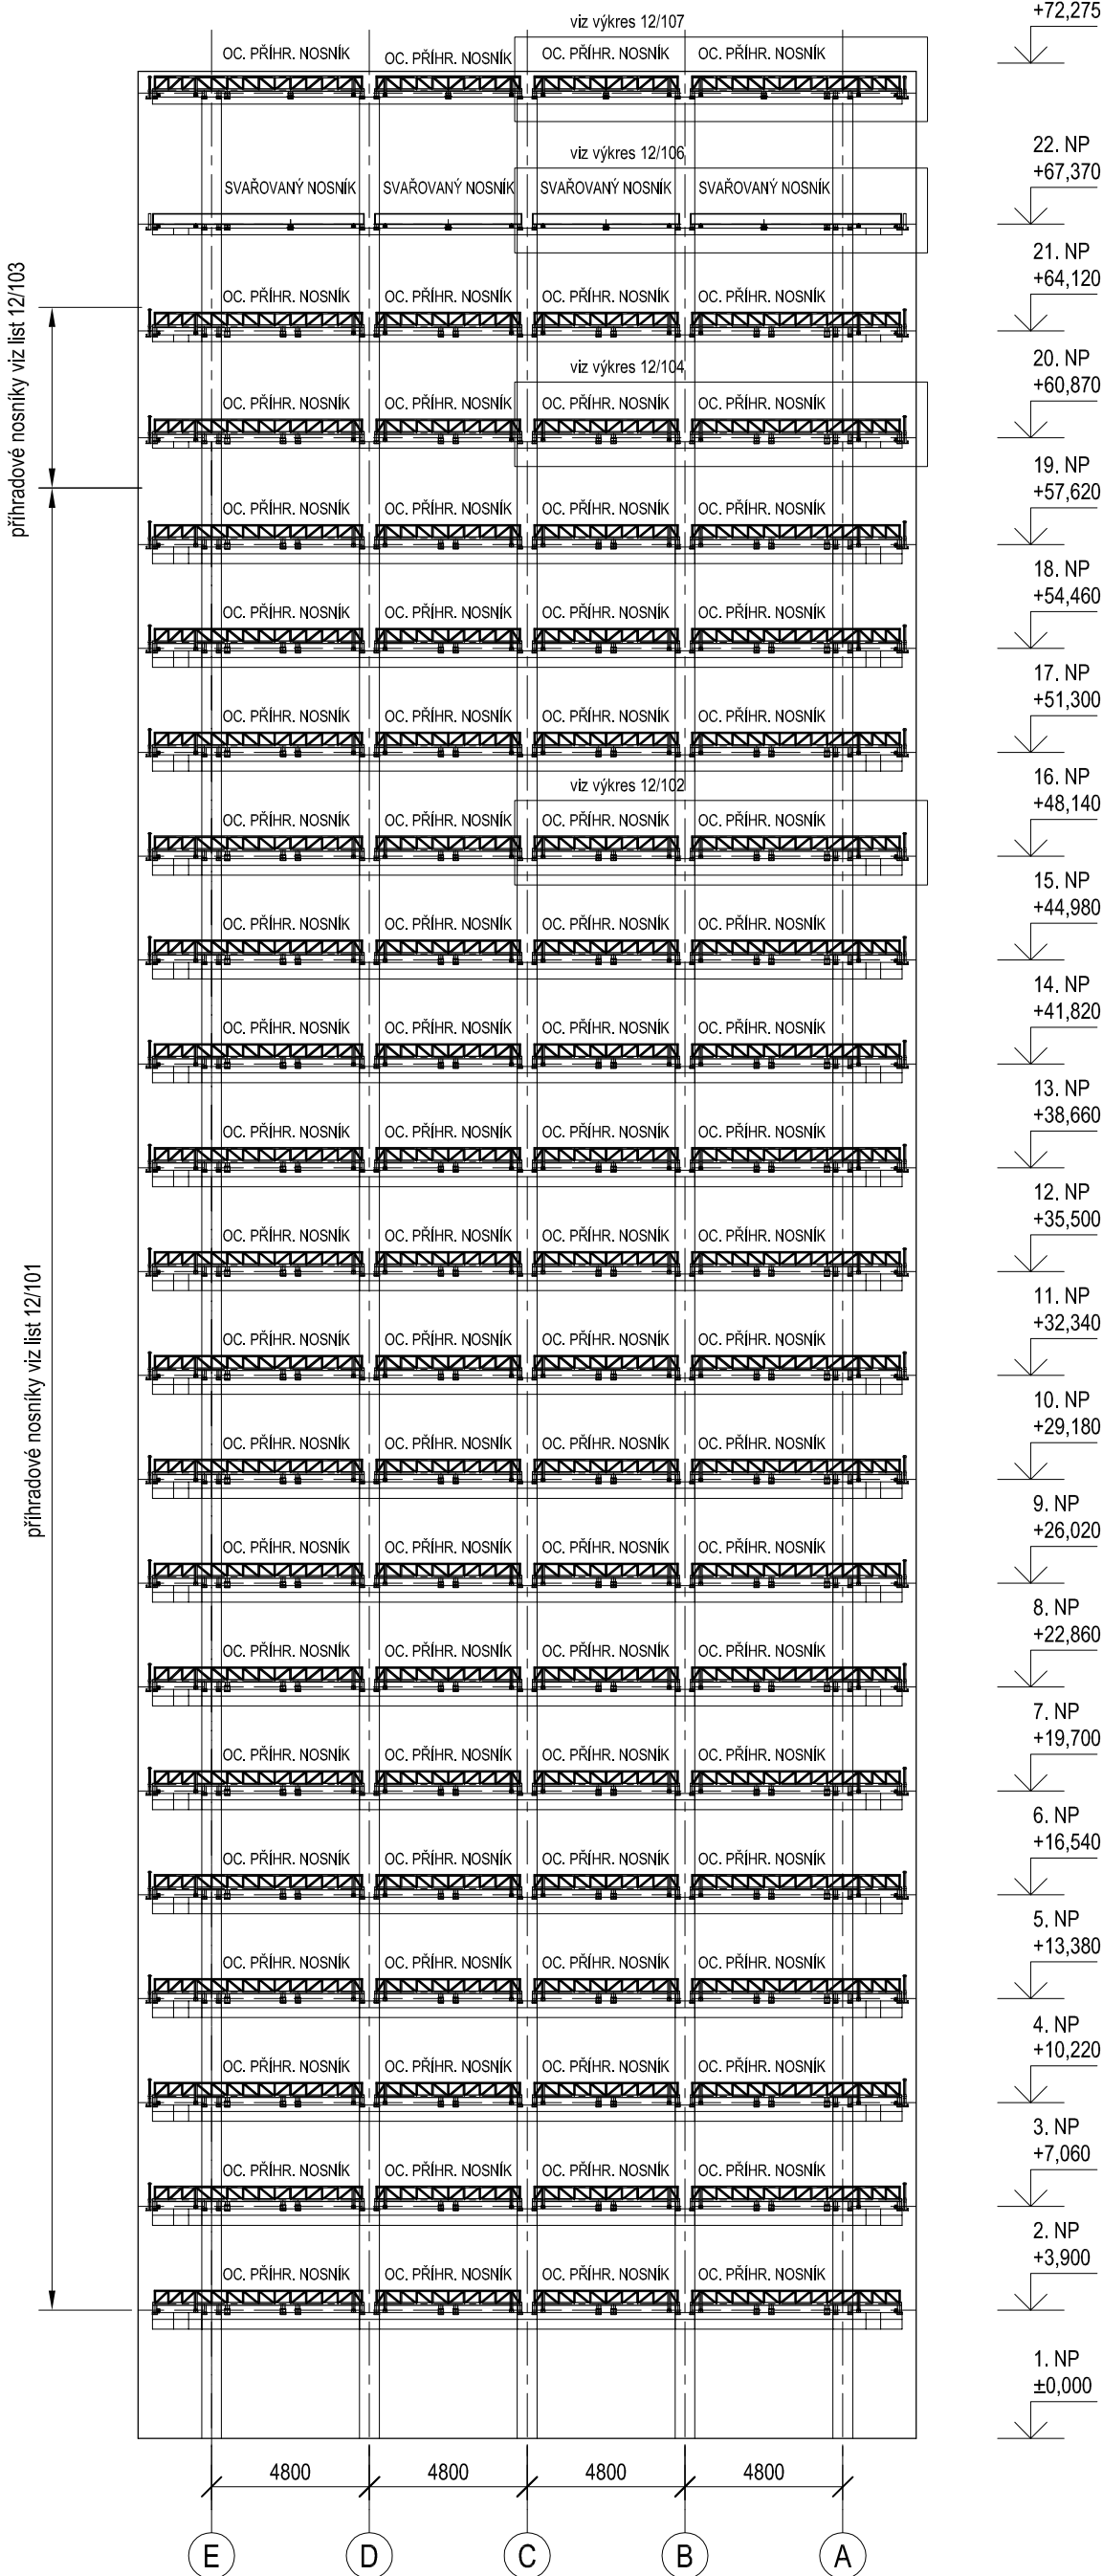 viz výkres 12/107
+72,275
OC. PŘÍHR. NOSNÍK OC. PŘÍHR. NOSNÍK OC. PŘÍHR. NOSNÍK OC. PŘÍHR. NOSNÍK
viz výkres 12/106
22. NP
+67,370
SVAŘOVANÝ NOSNÍK SVAŘOVANÝ NOSNÍK SVAŘOVANÝ NOSNÍK SVAŘOVANÝ NOSNÍK
21. NP
+64,120
OC. PŘÍHR. NOSNÍK OC. PŘÍHR. NOSNÍK OC. PŘÍHR. NOSNÍK OC. PŘÍHR. NOSNÍK
příhradové nosníky viz list 12/103
viz výkres 12/104
20. NP
+60,870
OC. PŘÍHR. NOSNÍK OC. PŘÍHR. NOSNÍK OC. PŘÍHR. NOSNÍK OC. PŘÍHR. NOSNÍK
19. NP
+57,620
OC. PŘÍHR. NOSNÍK OC. PŘÍHR. NOSNÍK OC. PŘÍHR. NOSNÍK OC. PŘÍHR. NOSNÍK
18. NP
+54,460
OC. PŘÍHR. NOSNÍK OC. PŘÍHR. NOSNÍK OC. PŘÍHR. NOSNÍK OC. PŘÍHR. NOSNÍK
17. NP
+51,300
OC. PŘÍHR. NOSNÍK OC. PŘÍHR. NOSNÍK OC. PŘÍHR. NOSNÍK OC. PŘÍHR. NOSNÍK
viz výkres 12/102
16. NP
+48,140
OC. PŘÍHR. NOSNÍK OC. PŘÍHR. NOSNÍK OC. PŘÍHR. NOSNÍK OC. PŘÍHR. NOSNÍK
15. NP
+44,980
OC. PŘÍHR. NOSNÍK OC. PŘÍHR. NOSNÍK OC. PŘÍHR. NOSNÍK OC. PŘÍHR. NOSNÍK
14. NP
+41,820
OC. PŘÍHR. NOSNÍK OC. PŘÍHR. NOSNÍK OC. PŘÍHR. NOSNÍK OC. PŘÍHR. NOSNÍK
13. NP
+38,660
OC. PŘÍHR. NOSNÍK OC. PŘÍHR. NOSNÍK OC. PŘÍHR. NOSNÍK OC. PŘÍHR. NOSNÍK
12. NP
+35,500
OC. PŘÍHR. NOSNÍK OC. PŘÍHR. NOSNÍK OC. PŘÍHR. NOSNÍK OC. PŘÍHR. NOSNÍK
11. NP
+32,340
OC. PŘÍHR. NOSNÍK OC. PŘÍHR. NOSNÍK OC. PŘÍHR. NOSNÍK OC. PŘÍHR. NOSNÍK
příhradové nosníky viz list 12/101
10. NP
+29,180
OC. PŘÍHR. NOSNÍK OC. PŘÍHR. NOSNÍK OC. PŘÍHR. NOSNÍK OC. PŘÍHR. NOSNÍK
9. NP
+26,020
OC. PŘÍHR. NOSNÍK OC. PŘÍHR. NOSNÍK OC. PŘÍHR. NOSNÍK OC. PŘÍHR. NOSNÍK
8. NP
+22,860
OC. PŘÍHR. NOSNÍK OC. PŘÍHR. NOSNÍK OC. PŘÍHR. NOSNÍK OC. PŘÍHR. NOSNÍK
7. NP
+19,700
OC. PŘÍHR. NOSNÍK OC. PŘÍHR. NOSNÍK OC. PŘÍHR. NOSNÍK OC. PŘÍHR. NOSNÍK
6. NP
+16,540
OC. PŘÍHR. NOSNÍK OC. PŘÍHR. NOSNÍK OC. PŘÍHR. NOSNÍK OC. PŘÍHR. NOSNÍK
5. NP
+13,380
OC. PŘÍHR. NOSNÍK OC. PŘÍHR. NOSNÍK OC. PŘÍHR. NOSNÍK OC. PŘÍHR. NOSNÍK
4. NP
+10,220
OC. PŘÍHR. NOSNÍK OC. PŘÍHR. NOSNÍK OC. PŘÍHR. NOSNÍK OC. PŘÍHR. NOSNÍK
3. NP
+7,060
OC. PŘÍHR. NOSNÍK OC. PŘÍHR. NOSNÍK OC. PŘÍHR. NOSNÍK OC. PŘÍHR. NOSNÍK
2. NP
+3,900
OC. PŘÍHR. NOSNÍK OC. PŘÍHR. NOSNÍK OC. PŘÍHR. NOSNÍK OC. PŘÍHR. NOSNÍK
1. NP
±0,000
4800 4800 4800 4800
E D C B A